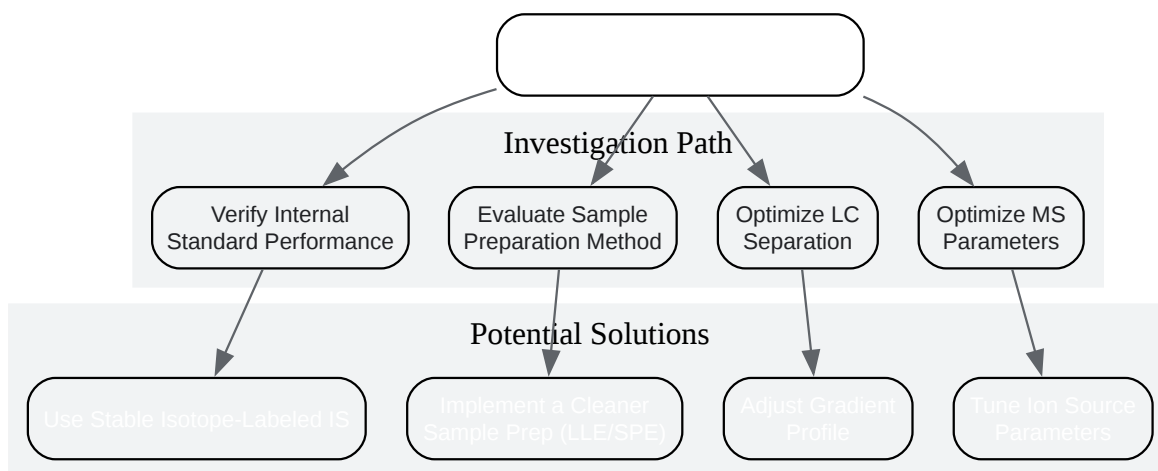 Investigation Path
Verify Internal
Standard Performance
Evaluate Sample
Preparation Method
Optimize LC
Separation
Optimize MS
Parameters
Potential Solutions
Use Stable Isotope-Labeled IS
Implement a Cleaner
Sample Prep (LLE/SPE)
Adjust Gradient
Profile
Tune Ion Source
Parameters